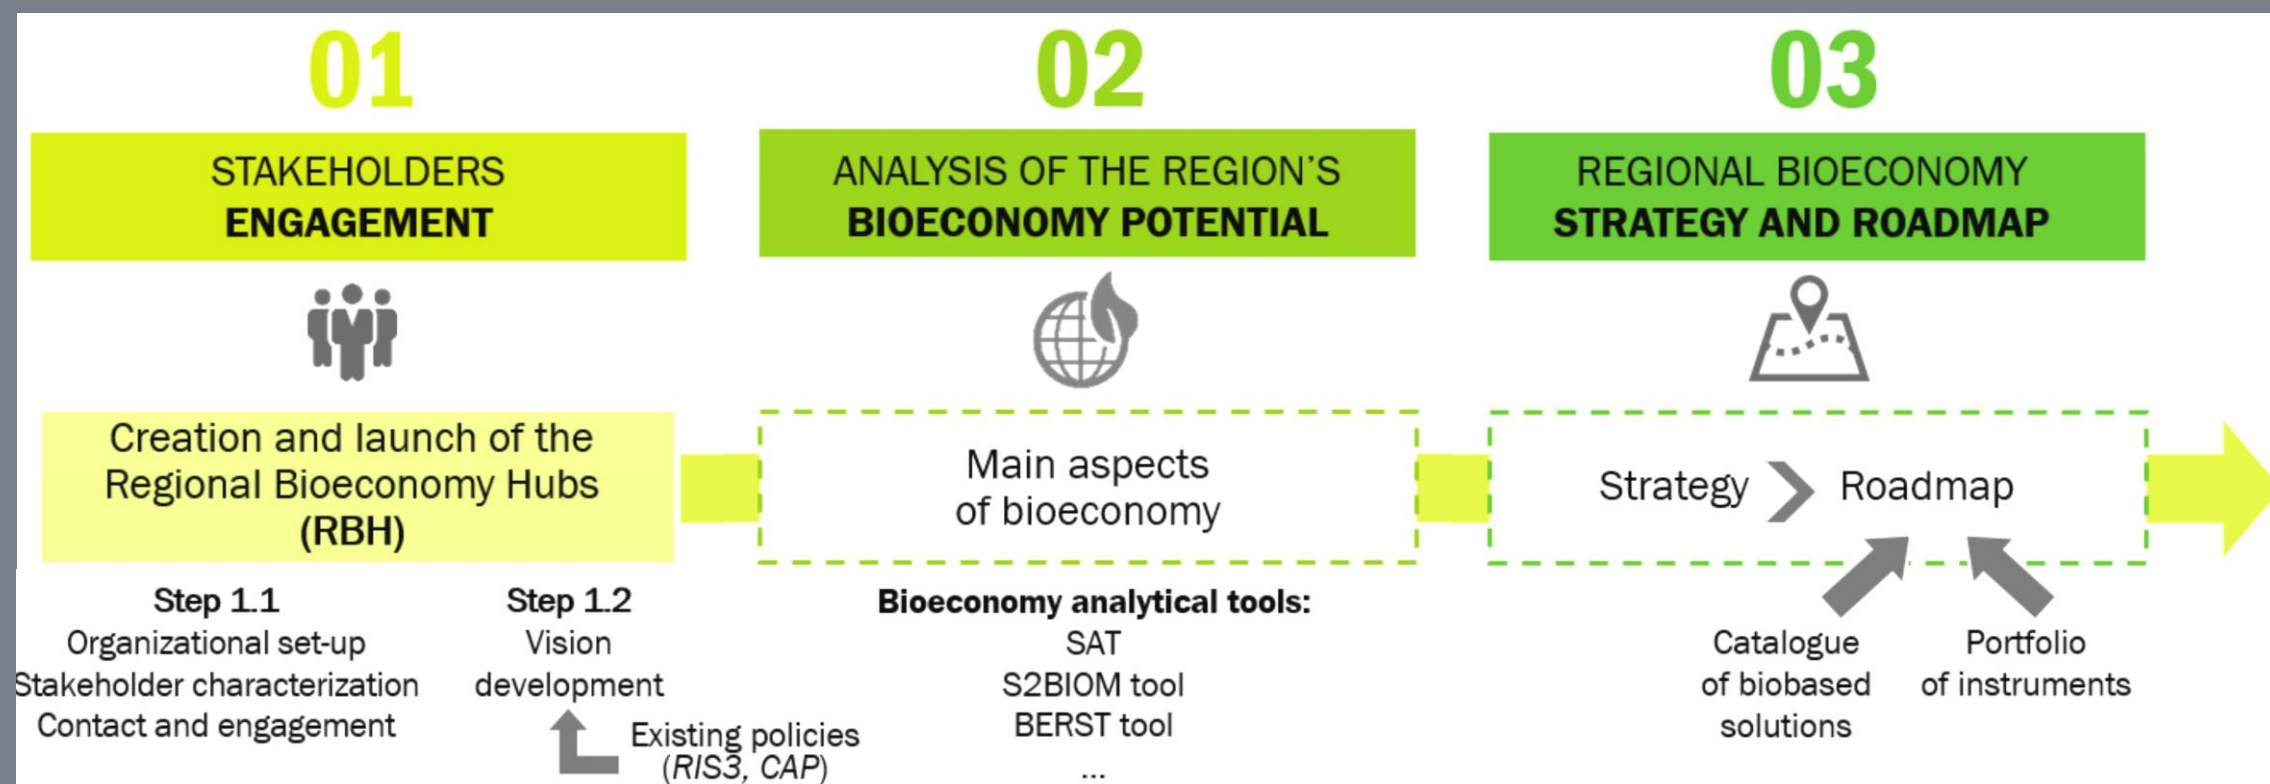 01
STAKEHOLDERS
ENGAGEMENT
Creation and launch of the
Regional Bioeconomy Hubs
(RBH)
Step 1.1
Organizational set-up
Stakeholder characterization
Contact and engagement
Step 1.2
Vision
development
Existing policies
(RIS3, CAP)
02
ANALYSIS OF THE REGION'S
BIOECONOMY POTENTIAL
Main aspects
of bioeconomy
Bioeconomy analytical tools:
SAT
S2BIOM tool
BERST tool
...
03
REGIONAL BIOECONOMY
STRATEGY AND ROADMAP
Strategy
Roadmap
Catalogue
of biobased
solutions
Portfolio
of instruments